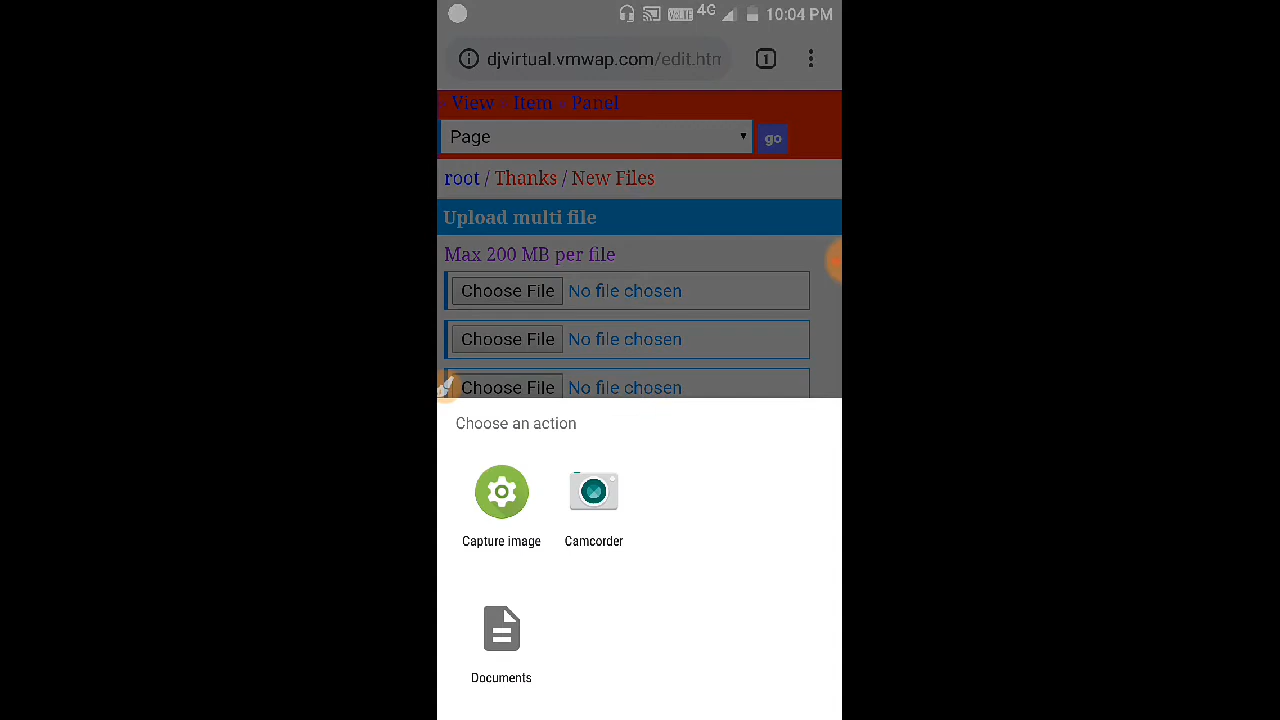 VoLTE 4G 10:04 PM
djvirtual.vmwap.com/edit.htm 1
» View » Item » Panel
Page go
root / Thanks / New Files
Upload multi file
Max 200 MB per file
Choose File No file chosen
Choose File No file chosen
Choose File No file chosen
Choose an action
Capture image Camcorder
Documents